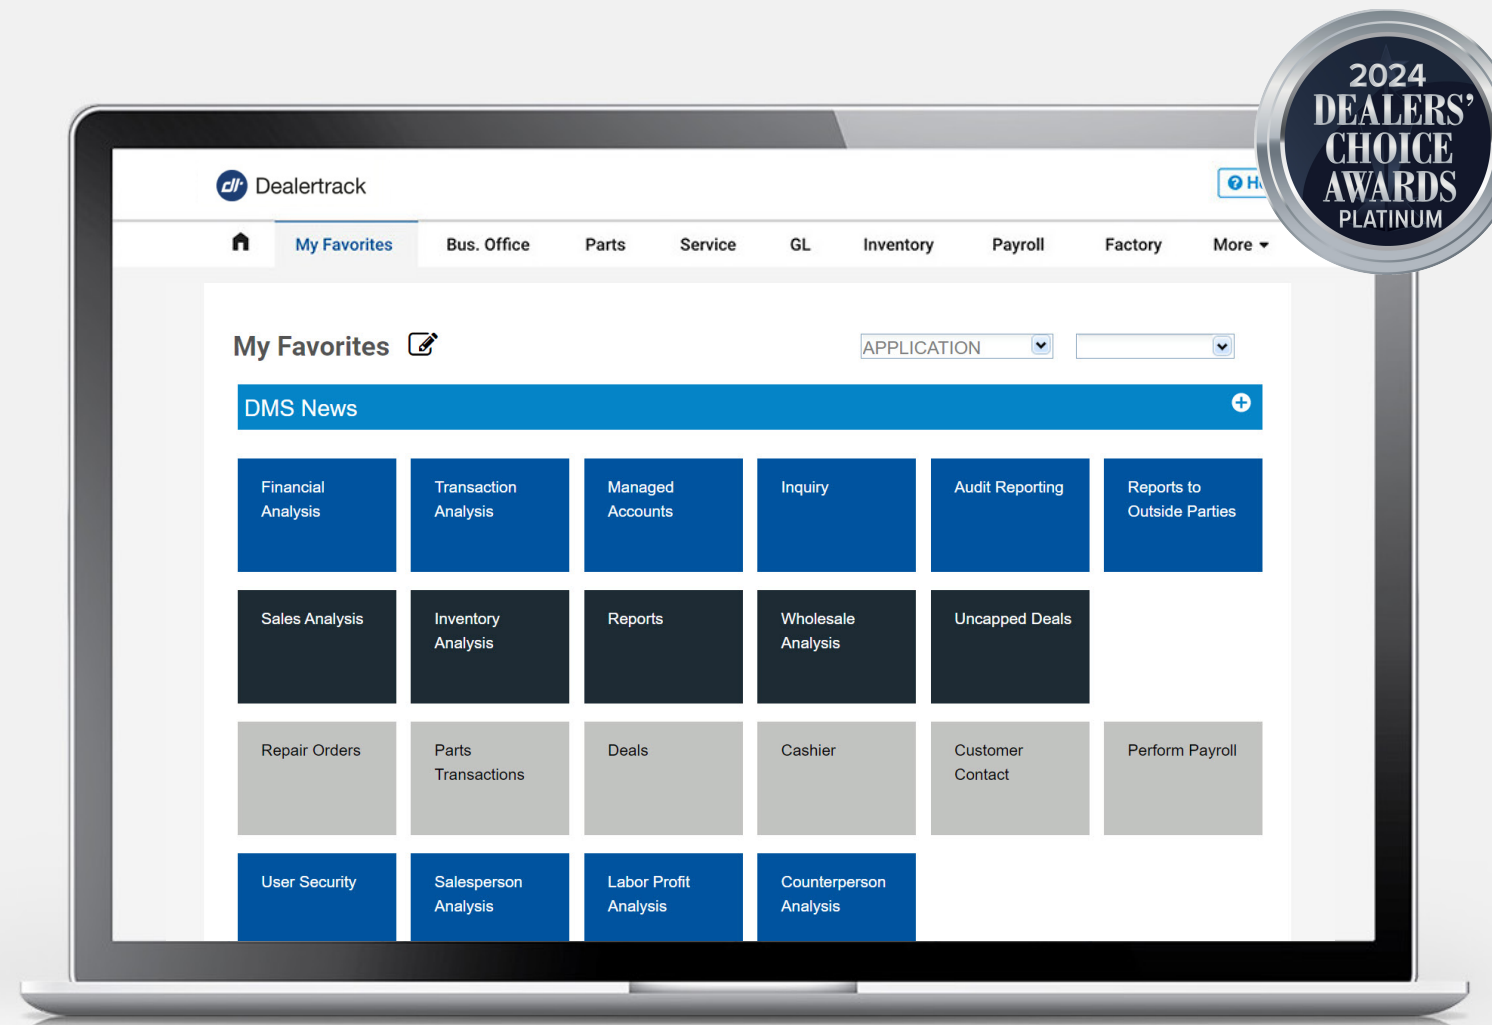 2024
DEALERS'
CHOICE
AWARDS
PLATINUM
dt
Dealertrack
My Favorites
Bus. Office
Parts
Service
GL
Inventory
Payroll
Factory
More
My Favorites
APPLICATION
DMS News
Financial
Analysis
Transaction
Analysis
Managed
Accounts
Inquiry
Audit Reporting
Reports to
Outside Parties
Sales Analysis
Inventory
Analysis
Reports
Wholesale
Analysis
Uncapped Deals
Repair Orders
Parts
Transactions
Deals
Cashier
Customer
Contact
Perform Payroll
User Security
Salesperson
Analysis
Labor Profit
Analysis
Counterperson
Analysis